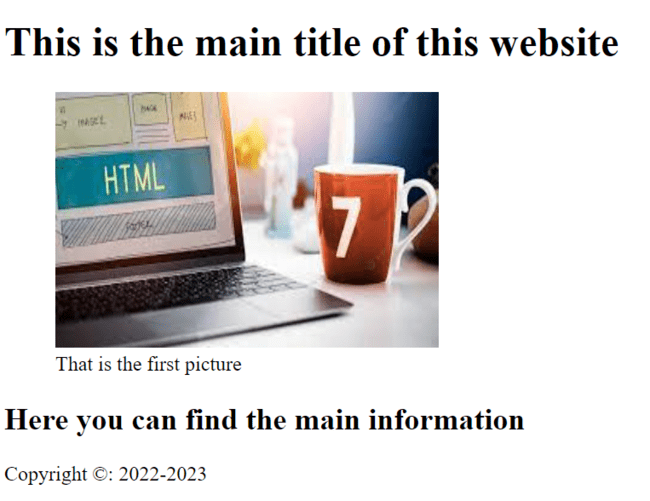 This is the main title of this website
HTML
7
That is the first picture
Here you can find the main information
Copyright ©: 2022-2023